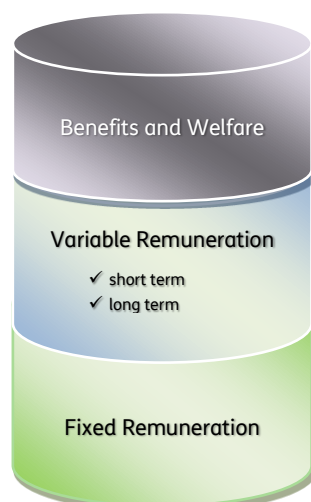 Benefits and Welfare
Variable Remuneration
✓ short term
✓ long term
Fixed Remuneration